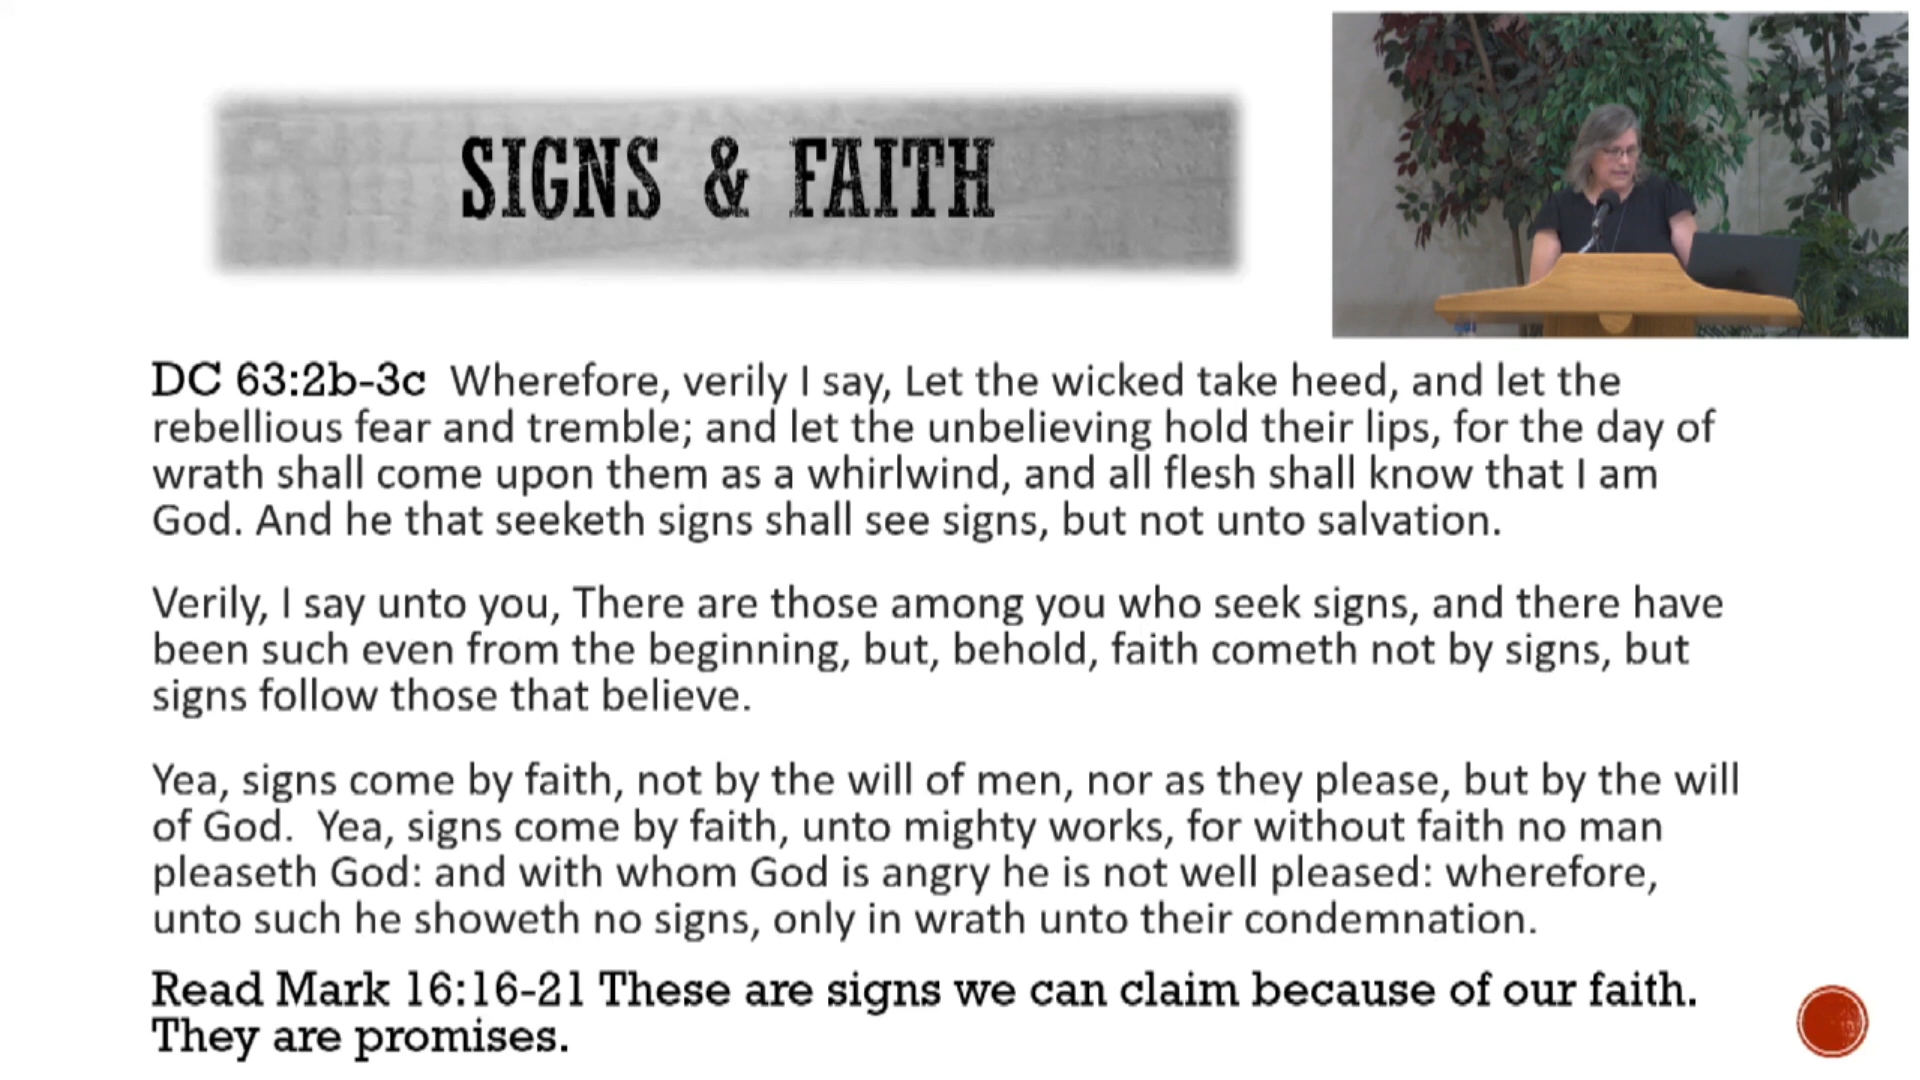 SIGNS & FAITH
DC 63:2b-3c Wherefore, verily I say, Let the wicked take heed, and let the
rebellious fear and tremble; and let the unbelieving hold their lips, for the day of
wrath shall come upon them as a whirlwind, and all flesh shall know that I am
God. And he that seeketh signs shall see signs, but not unto salvation.
Verily, I say unto you, There are those among you who seek signs, and there have
been such even from the beginning, but, behold, faith cometh not by signs, but
signs follow those that believe.
Yea, signs come by faith, not by the will of men, nor as they please, but by the will
of God. Yea, signs come by faith, unto mighty works, for without faith no man
pleaseth God: and with whom God is angry he is not well pleased: wherefore,
unto such he showeth no signs, only in wrath unto their condemnation.
Read Mark 16:16-21 These are signs we can claim because of our faith.
They are promises.